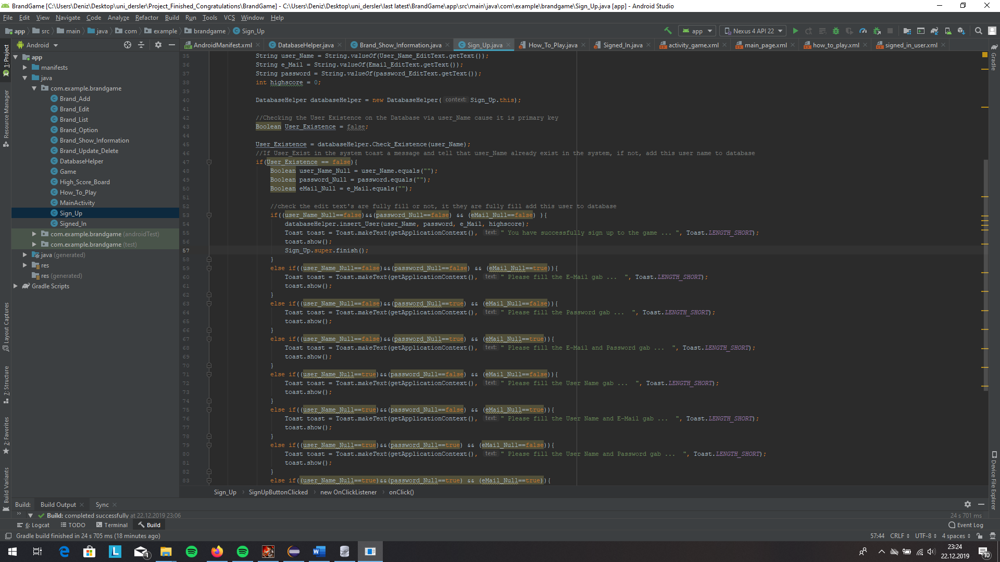 BrandGame [C:\Users\Deniz\Desktop\uni_dersler\Project_Finished_Congratulations\BrandGame] - C:\Users\Deniz\Desktop\uni_dersler\last latest\BrandGame\app\src\main\java\com\example\brandgame\Sign_Up.java [app] - Android Studio
File Edit View Navigate Code Analyze Refactor Build Run Tools VCS Window Help
app src main java com example brandgame Sign_Up app Nexus 4 API 22
Android AndroidManifest.xml DatabaseHelper.java Brand_Show_Information.java Sign_Up.java How_To_Play.java Signed_In.java activity_game.xml main_page.xml how_to_play.xml signed_in_user.xml
1: Project
Resource Manager
Layout Captures
7: Structure
2: Favorites
Build Variants
app
manifests
java
com.example.brandgame
Brand_Add
Brand_Edit
Brand_List
Brand_Option
Brand_Show_Information
Brand_Update_Delete
DatabaseHelper
Game
High_Score_Board
How_To_Play
MainActivity
Sign_Up
Signed_In
com.example.brandgame (androidTest)
com.example.brandgame (test)
java (generated)
res
res (generated)
Gradle Scripts
35 String user_Name = String.valueOf(User_Name_EditText.getText());
36 String e_Mail = String.valueOf(Email_EditText.getText());
37 String password = String.valueOf(password_EditText.getText());
38 int highscore = 0;
39
40 DatabaseHelper databaseHelper = new DatabaseHelper( context: Sign_Up.this);
41
42 //Checking the User Existence on the Database via user_Name cause it is primary key
43 Boolean User_Existence = false;
44
45 User_Existence = databaseHelper.Check_Existence(user_Name);
46 //If User_Exist in the system toast a message and tell that user_Name already exist in the system, if not, add this user name to database
47 if(User_Existence == false){
48 Boolean user_Name_Null = user_Name.equals("");
49 Boolean password_Null = password.equals("");
50 Boolean eMail_Null = e_Mail.equals("");
51
52 //check the edit text's are fully fill or not, it they are fully fill add this user to database
53 if((user_Name_Null==false)&&(password_Null==false) && (eMail_Null==false) ){
54 databaseHelper.insert_User(user_Name, password, e_Mail, highscore);
55 Toast toast = Toast.makeText(getApplicationContext(), text: " You have successfully sign up to the game ... ", Toast.LENGTH_SHORT);
56 toast.show();
57 Sign_Up.super.finish();
58 }
59 else if((user_Name_Null==false)&&(password_Null==false) && (eMail_Null==true)){
60 Toast toast = Toast.makeText(getApplicationContext(), text: " Please fill the E-Mail gab ...  ", Toast.LENGTH_SHORT);
61 toast.show();
62 }
63 else if((user_Name_Null==false)&&(password_Null==true) && (eMail_Null==false)){
64 Toast toast = Toast.makeText(getApplicationContext(), text: " Please fill the Password gab ...  ", Toast.LENGTH_SHORT);
65 toast.show();
66 }
67 else if((user_Name_Null==false)&&(password_Null==true) && (eMail_Null==true)){
68 Toast toast = Toast.makeText(getApplicationContext(), text: " Please fill the E-Mail and Password gab ...  ", Toast.LENGTH_SHORT);
69 toast.show();
70 }
71 else if((user_Name_Null==true)&&(password_Null==false) && (eMail_Null==false)){
72 Toast toast = Toast.makeText(getApplicationContext(), text: " Please fill the User Name gab ...  ", Toast.LENGTH_SHORT);
73 toast.show();
74 }
75 else if((user_Name_Null==true)&&(password_Null==false) && (eMail_Null==true)){
76 Toast toast = Toast.makeText(getApplicationContext(), text: " Please fill the User Name and E-Mail gab ...  ", Toast.LENGTH_SHORT);
77 toast.show();
78 }
79 else if((user_Name_Null==true)&&(password_Null==true) && (eMail_Null==false)){
80 Toast toast = Toast.makeText(getApplicationContext(), text: " Please fill the User Name and Password gab ...  ", Toast.LENGTH_SHORT);
81 toast.show();
82 }
83 else if((user_Name_Null==true)&&(password_Null==true) && (eMail_Null==true)){
Sign_Up SignUpButtonClicked new OnClickListener onClick()
Gradle
Device File Explorer
Build: Build Output Sync
Build: completed successfully at 22.12.2019 23:06 24 s 701 ms
6: Logcat TODO Terminal Build Event Log
Gradle build finished in 24 s 705 ms (18 minutes ago) 57:44 CRLF UTF-8 4 spaces
L W 1
23:24
22.12.2019
10